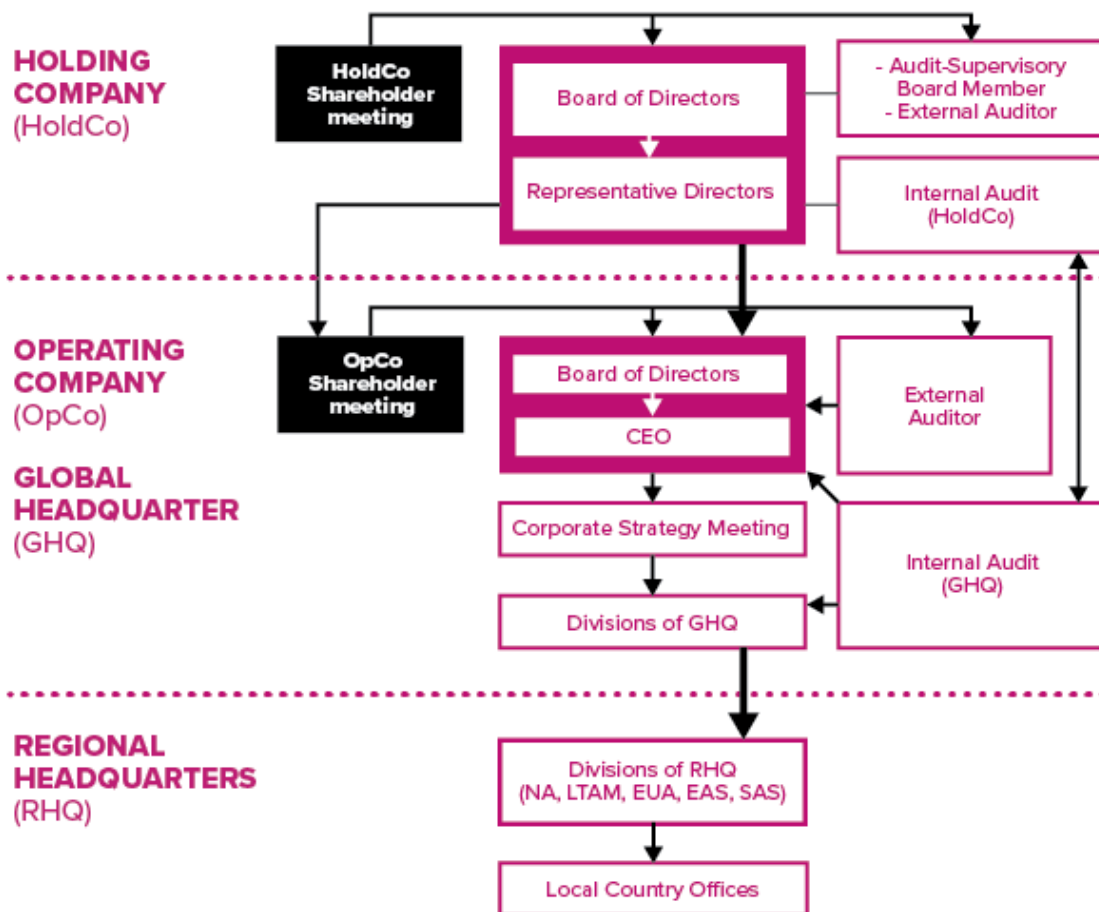 HOLDING
COMPANY
(HoldCo)
HoldCo
Shareholder
meeting
Board of Directors
Representative Directors
- Audit-Supervisory
Board Member
- External Auditor
Internal Audit
(HoldCo)
OPERATING
COMPANY
(OpCo)
OpCo
Shareholder
meeting
Board of Directors
CEO
External
Auditor
GLOBAL
HEADQUARTER
(GHQ)
Corporate Strategy Meeting
Divisions of GHQ
Internal Audit
(GHQ)
REGIONAL
HEADQUARTERS
(RHQ)
Divisions of RHQ
(NA, LTAM, EUA, EAS, SAS)
Local Country Offices